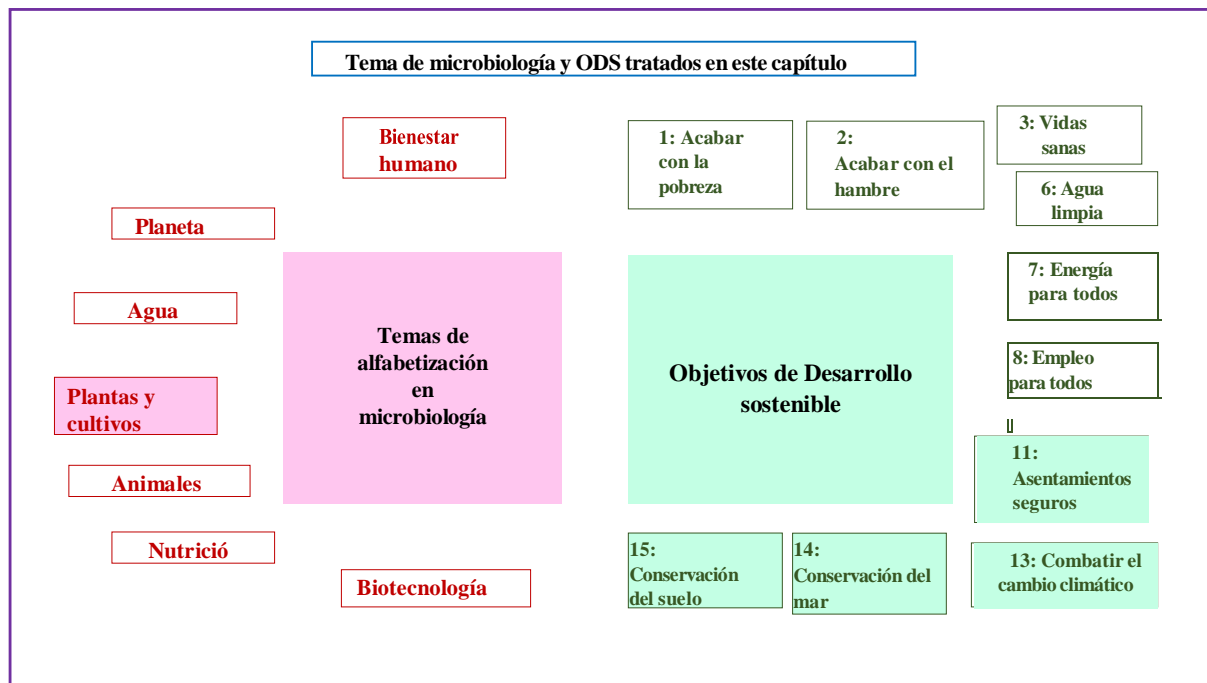 Tema de microbiología y ODS tratados en este capítulo
Bienestar
humano
Planeta
Agua
Plantas y
cultivos
Animales
Nutrició
Biotecnología
Temas de
alfabetización
en
microbiología
1: Acabar
con la
pobreza
2:
Acabar con el
hambre
3: Vidas
sanas
6: Agua
limpia
7: Energía
para todos
8: Empleo
para todos
11:
Asentamientos
seguros
13: Combatir el
cambio climático
14:
Conservación del
mar
15:
Conservación
del suelo
Objetivos de Desarrollo
sostenible